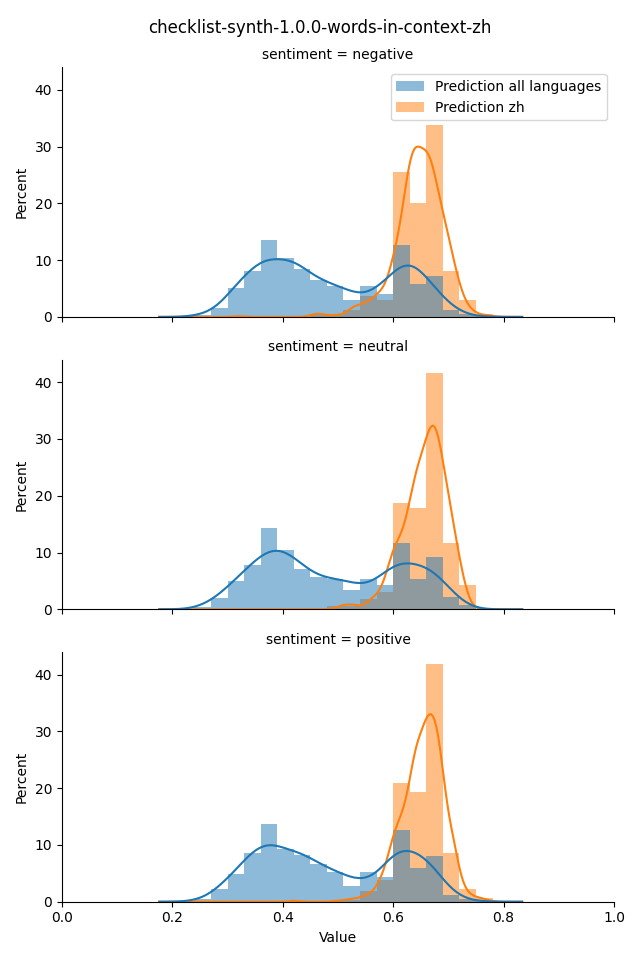 checklist-synth-1.0.0-words-in-context-zh
sentiment = negative
Prediction all languages
Prediction zh
Percent
40
30
20
10
0
sentiment = neutral
Percent
40
30
20
10
0
sentiment = positive
Percent
40
30
20
10
0
0.0 0.2 0.4 0.6 0.8 1.0
Value